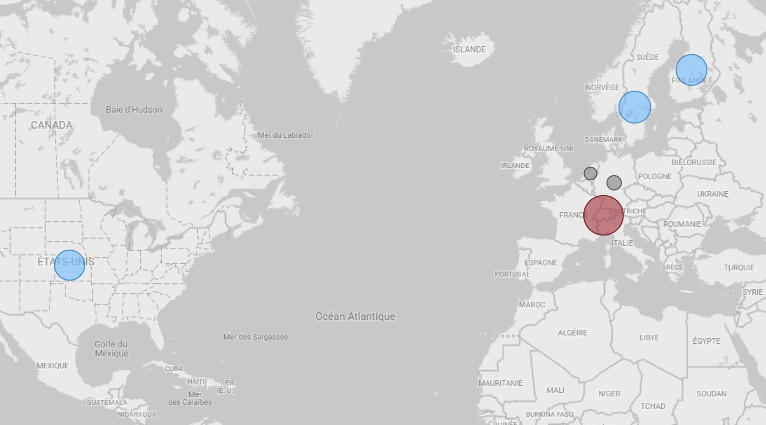 ISLANDE
SUÈDE
FINLANDE
NORVÈGE
Baie d'Hudson
CANADA
Mer du Labrador
DANEMARK
ROYAUME-UNI
IRLANDE
BIÉLORUSSIE
POLOGNE
UKRAINE
FRANCE
AUTRICHE
ROUMANIE
ITALIE
ÉTATS-UNIS
ESPAGNE
PORTUGAL
GRÈCE
TURQUIE
SYRIE
MAROC
Océan Atlantique
ALGÉRIE
LIBYE
ÉGYPTE
Mer des Sargasses
Golfe du
Mexique
MEXIQUE
CUBA
HAÏTI
PR
(É.-U.)
Mer
des Caraïbes
GUATEMALA
NICARAGUA
MAURITANIE
MALI
NIGER
TCHAD
SOUDAN
BURKINA FASO
GUINÉE